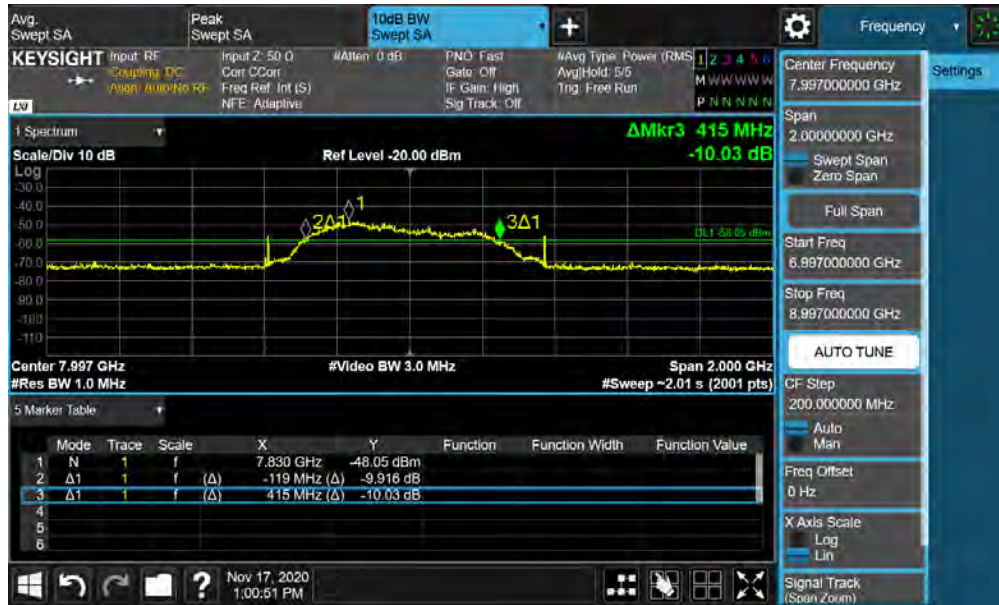 Avg.
Swept SA
Peak
Swept SA
10dB BW
Swept SA
Frequency
KEYSIGHT
Input: RF
Coupling: DC
Align: Auto/No RF
Input Z: 50 Ω
Corr CCorr
Freq Ref: Int (S)
NFE: Adaptive
#Atten: 0 dB
PNO: Fast
Gate: Off
IF Gain: High
Sig Track: Off
#Avg Type: Power (RMS
Avg|Hold: 5/5
Trig: Free Run
1 2 3 4 5 6
M W W W W W
P N N N N N
LXI
1 Spectrum
Scale/Div 10 dB
Ref Level -20.00 dBm
ΔMkr3 415 MHz
-10.03 dB
Log
-30.0
-40.0
-50.0
-60.0
-70.0
-80.0
-90.0
-100
-110
1
2Δ1
3Δ1
DL1 -58.05 dBm
Center 7.997 GHz
#Video BW 3.0 MHz
Span 2.000 GHz
#Res BW 1.0 MHz
#Sweep ~2.01 s (2001 pts)
5 Marker Table
Mode Trace Scale X Y Function Function Width Function Value
1 N 1 f 7.830 GHz -48.05 dBm
2 Δ1 1 f (Δ) -119 MHz (Δ) -9.916 dB
3 Δ1 1 f (Δ) 415 MHz (Δ) -10.03 dB
4
5
6
Nov 17, 2020
1:00:51 PM
Center Frequency
7.997000000 GHz
Settings
Span
2.00000000 GHz
Swept Span
Zero Span
Full Span
Start Freq
6.997000000 GHz
Stop Freq
8.997000000 GHz
AUTO TUNE
CF Step
200.000000 MHz
Auto
Man
Freq Offset
0 Hz
X Axis Scale
Log
Lin
Signal Track
(Span Zoom)